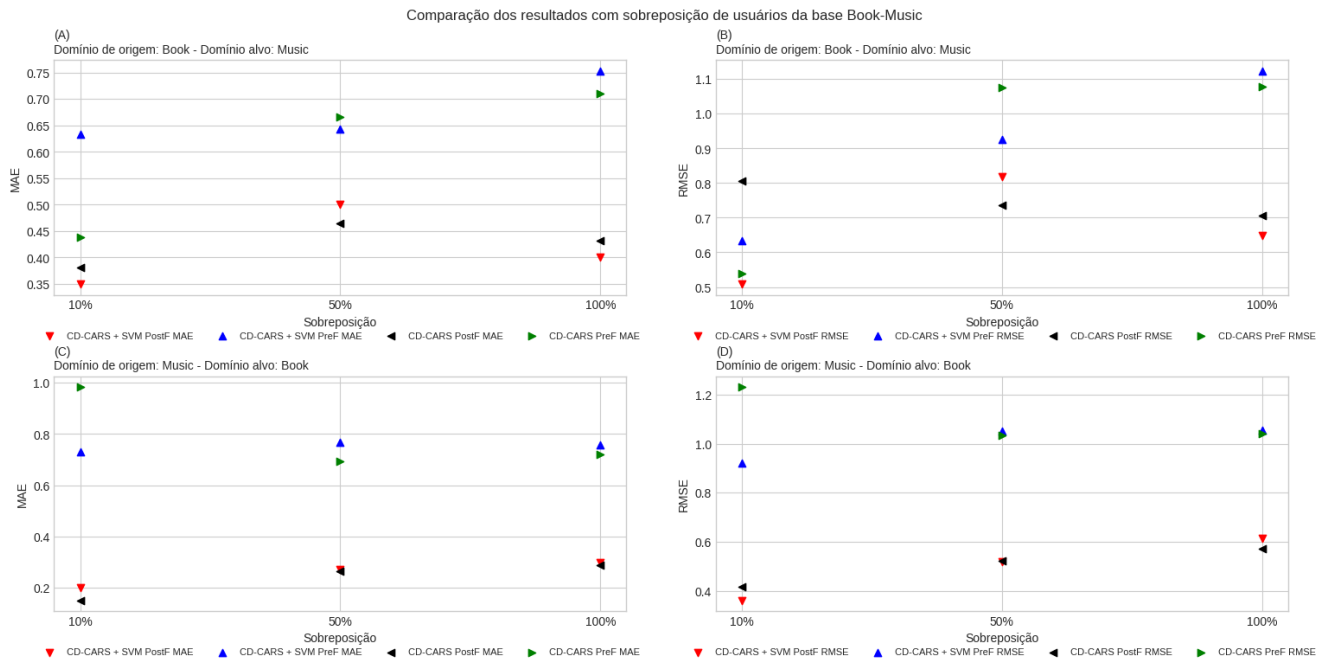 Comparação dos resultados com sobreposição de usuários da base Book-Music
(A)
Domínio de origem: Book - Domínio alvo: Music
0.75
0.70
0.65
0.60
0.55
0.50
0.45
0.40
0.35
MAE
10%
50%
100%
Sobreposição
CD-CARS + SVM PostF MAE
CD-CARS + SVM PreF MAE
CD-CARS PostF MAE
CD-CARS PreF MAE
(B)
Domínio de origem: Book - Domínio alvo: Music
1.1
1.0
0.9
0.8
0.7
0.6
0.5
RMSE
10%
50%
100%
Sobreposição
CD-CARS + SVM PostF RMSE
CD-CARS + SVM PreF RMSE
CD-CARS PostF RMSE
CD-CARS PreF RMSE
(C)
Domínio de origem: Music - Domínio alvo: Book
1.0
0.8
0.6
0.4
0.2
MAE
10%
50%
100%
Sobreposição
CD-CARS + SVM PostF MAE
CD-CARS + SVM PreF MAE
CD-CARS PostF MAE
CD-CARS PreF MAE
(D)
Domínio de origem: Music - Domínio alvo: Book
1.2
1.0
0.8
0.6
0.4
RMSE
10%
50%
100%
Sobreposição
CD-CARS + SVM PostF RMSE
CD-CARS + SVM PreF RMSE
CD-CARS PostF RMSE
CD-CARS PreF RMSE